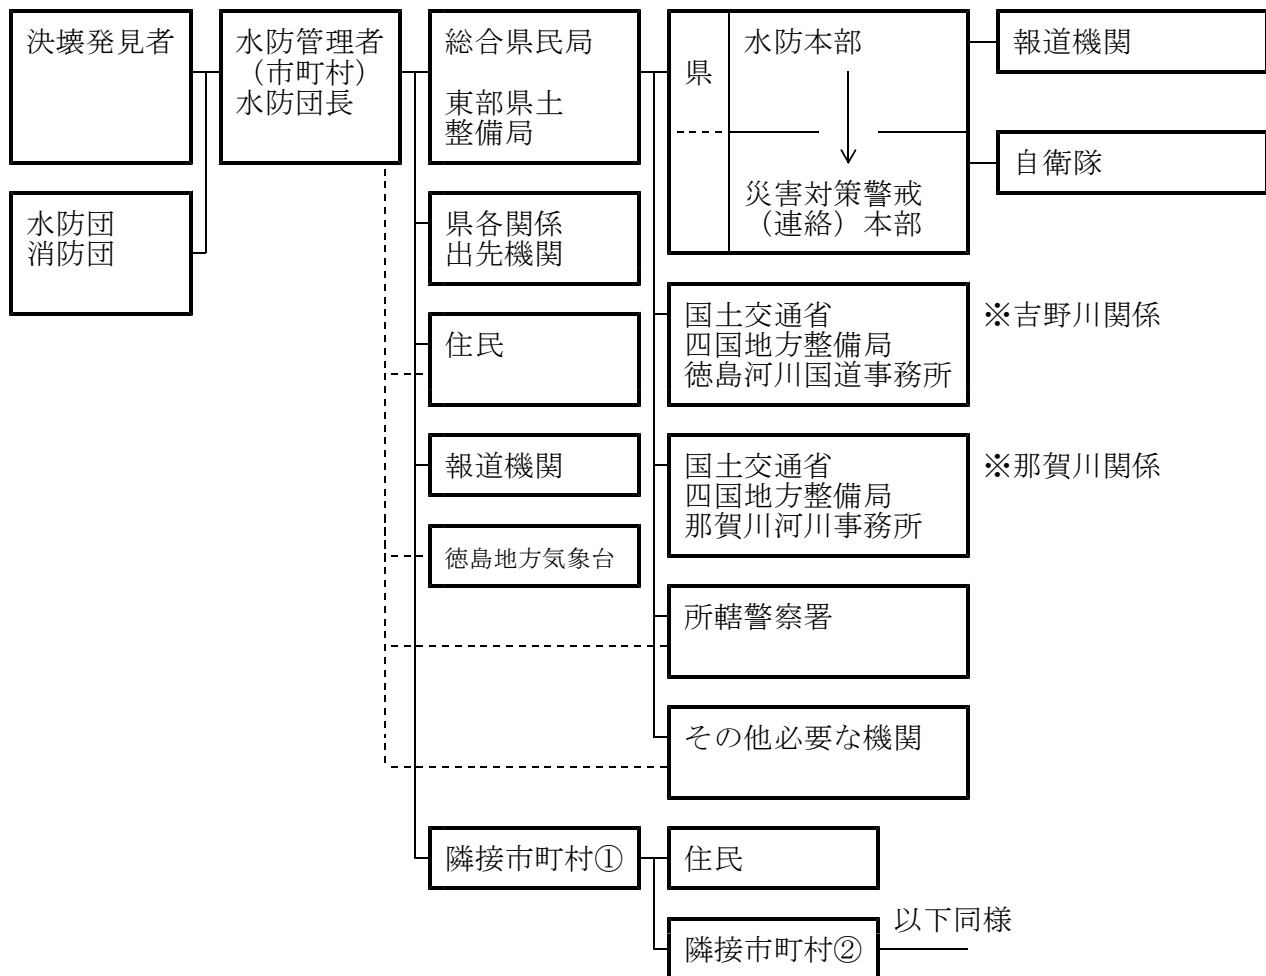 決壊発見者
水防団
消防団
水防管理者
（市町村）
水防団長
総合県民局
東部県土
整備局
県各関係
出先機関
住民
報道機関
徳島地方気象台
隣接市町村①
県
水防本部
災害対策警戒
（連絡）本部
国土交通省
四国地方整備局
徳島河川国道事務所
※吉野川関係
国土交通省
四国地方整備局
那賀川河川事務所
※那賀川関係
所轄警察署
その他必要な機関
住民
隣接市町村②
以下同様
報道機関
自衛隊